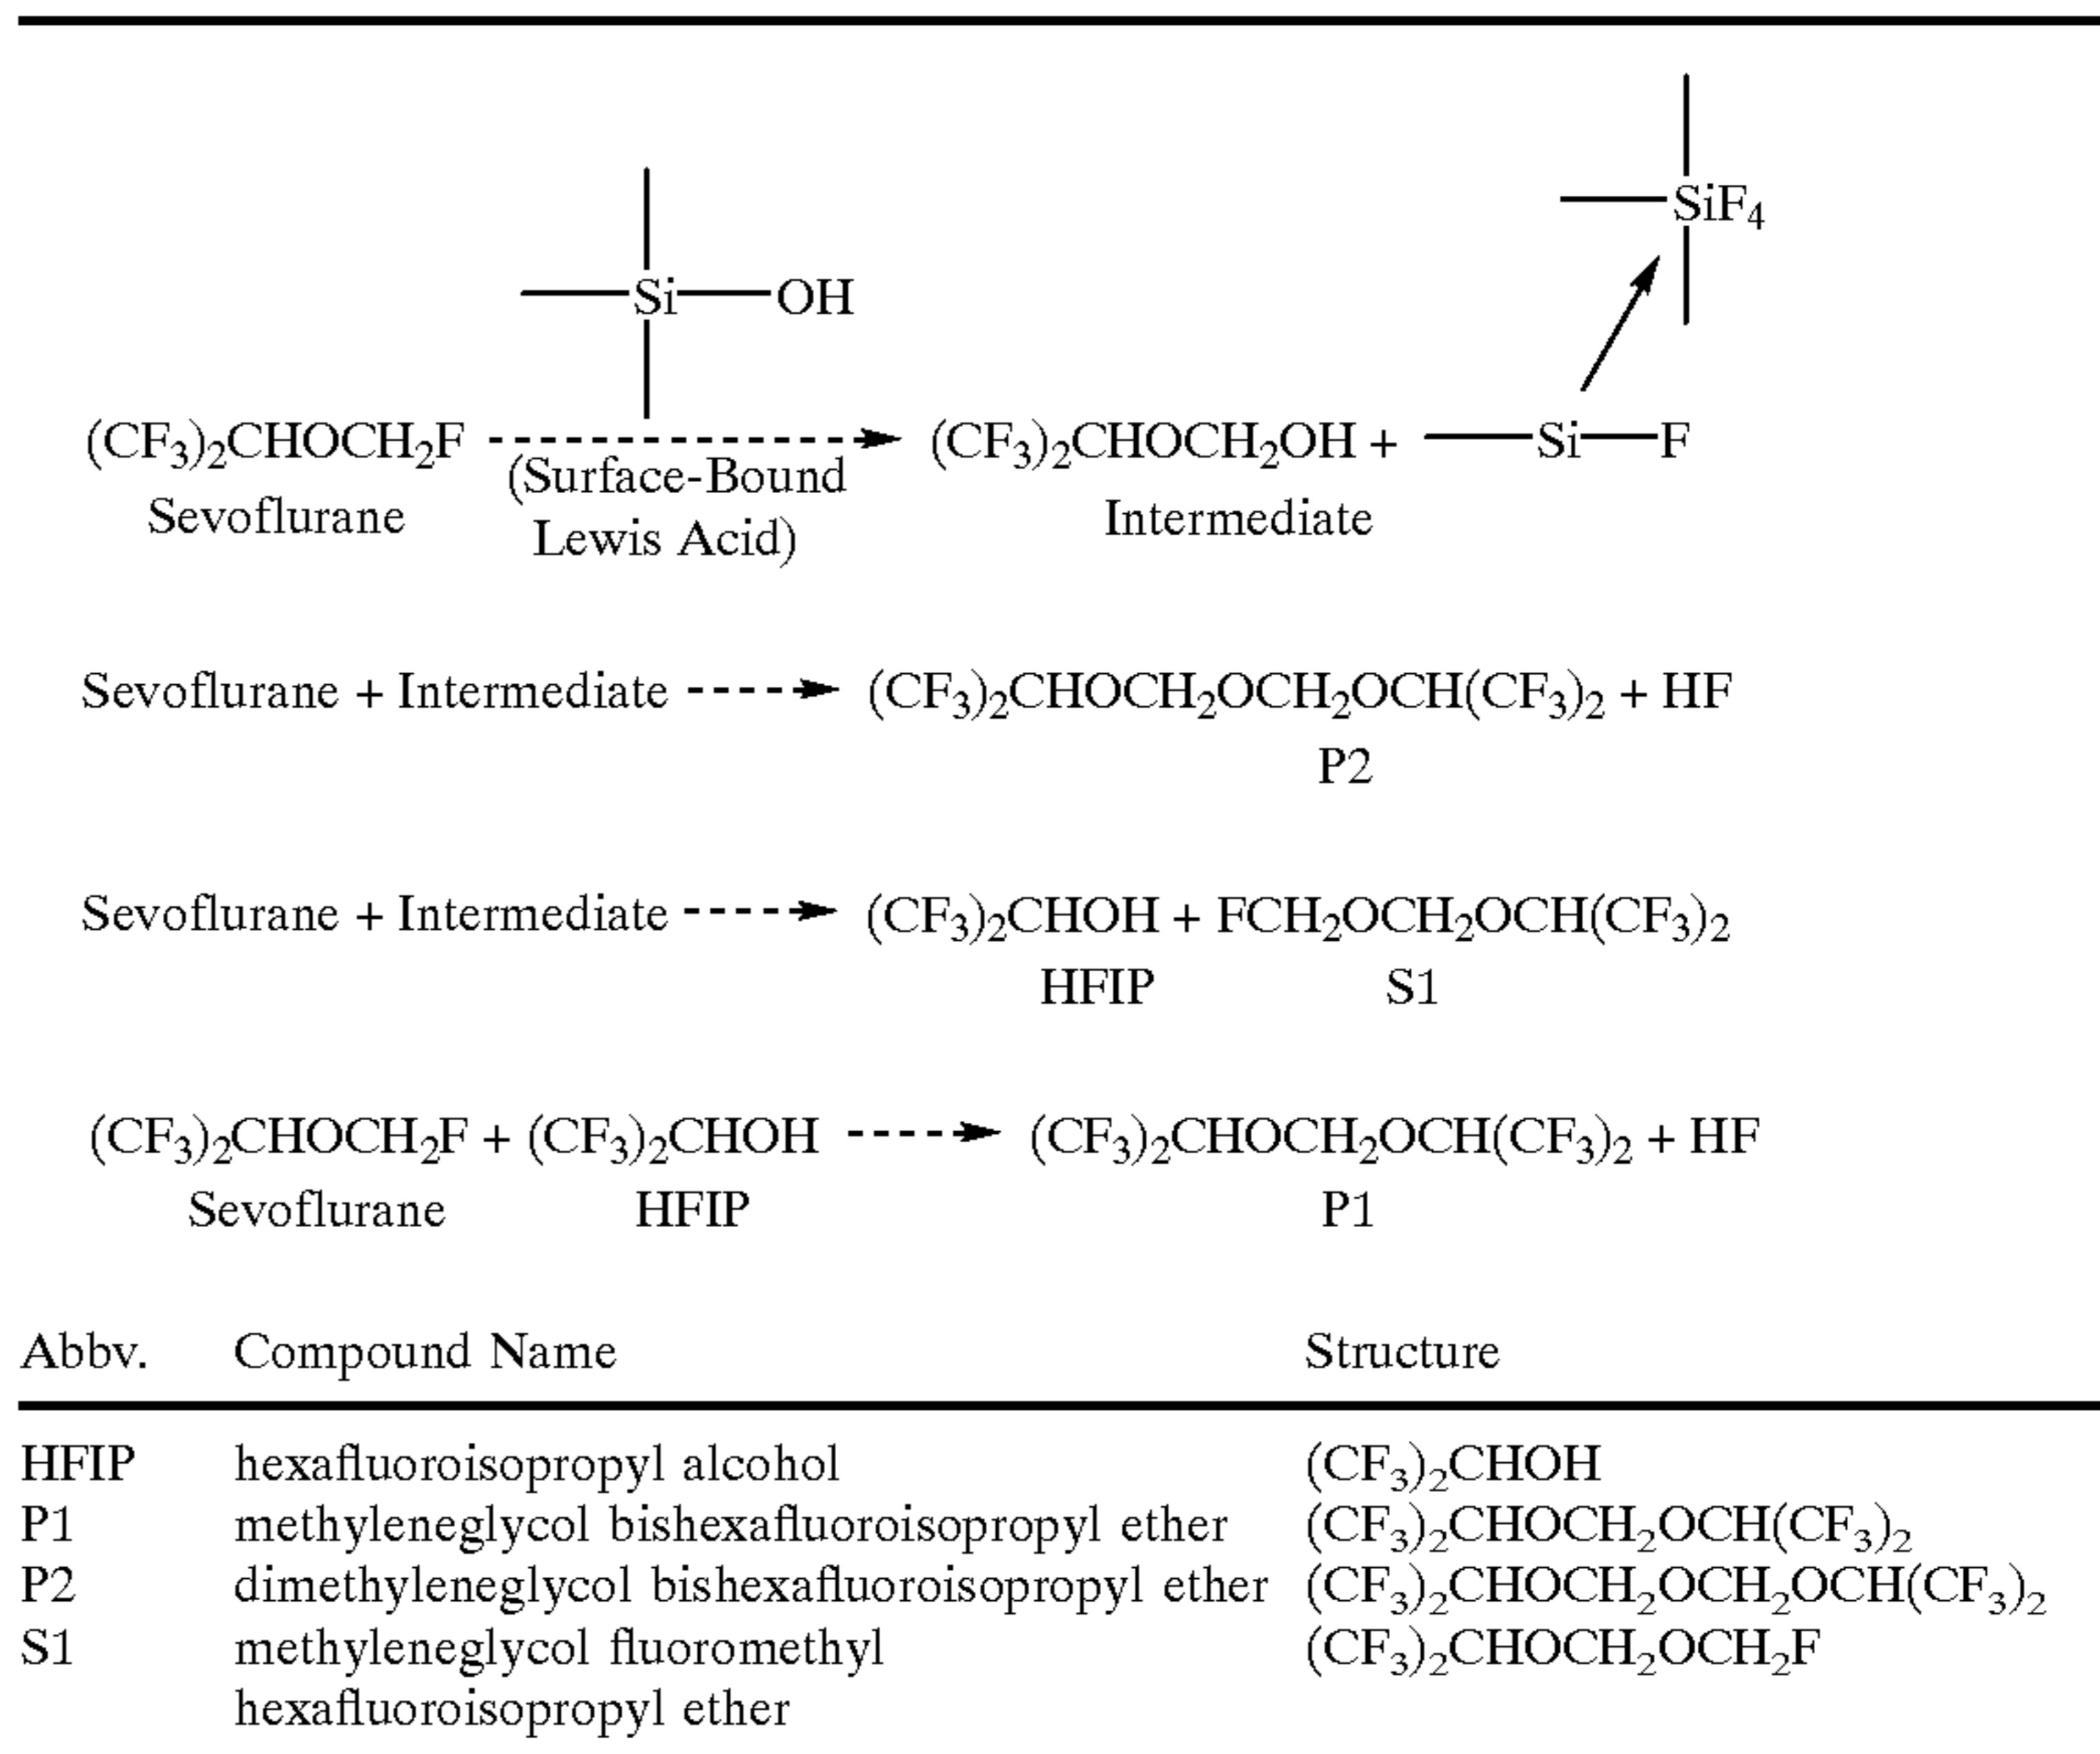 SiF₄
Si—OH
(CF₃)₂CHOCH₂F (CF₃)₂CHOCH₂OH + Si—F
(Surface-Bound
Sevoflurane Intermediate
Lewis Acid)
Sevoflurane + Intermediate (CF₃)₂CHOCH₂OCH₂OCH(CF₃)₂ + HF
P2
Sevoflurane + Intermediate (CF₃)₂CHOH + FCH₂OCH₂OCH(CF₃)₂
HFIP S1
(CF₃)₂CHOCH₂F + (CF₃)₂CHOH (CF₃)₂CHOCH₂OCH(CF₃)₂ + HF
Sevoflurane HFIP P1
Abbv. Compound Name Structure
HFIP hexafluoroisopropyl alcohol (CF₃)₂CHOH
P1 methyleneglycol bishexafluoroisopropyl ether (CF₃)₂CHOCH₂OCH(CF₃)₂
P2 dimethyleneglycol bishexafluoroisopropyl ether (CF₃)₂CHOCH₂OCH₂OCH(CF₃)₂
S1 methyleneglycol fluoromethyl (CF₃)₂CHOCH₂OCH₂F
hexafluoroisopropyl ether